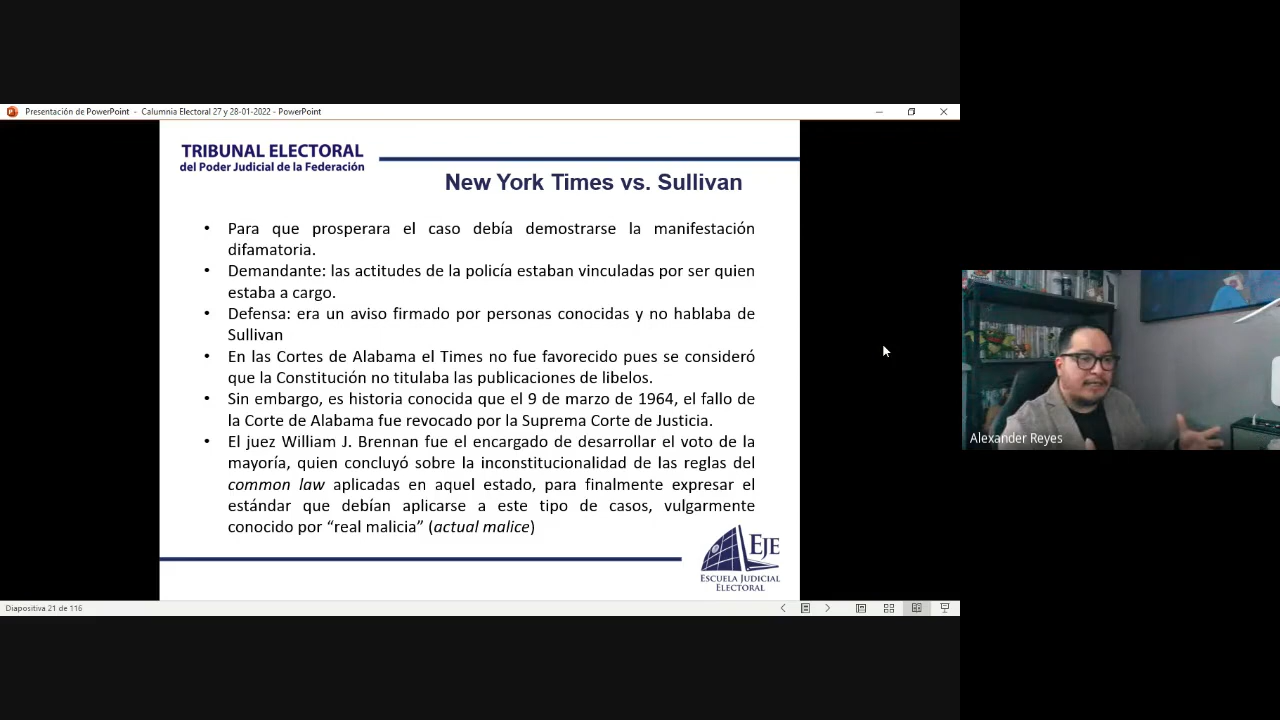 Presentación de PowerPoint - Calumnia Electoral 27 y 28-01-2022 - PowerPoint
TRIBUNAL ELECTORAL
del Poder Judicial de la Federación
New York Times vs. Sullivan
• Para que prosperara el caso debía demostrarse la manifestación
difamatoria.
• Demandante: las actitudes de la policía estaban vinculadas por ser quien
estaba a cargo.
• Defensa: era un aviso firmado por personas conocidas y no hablaba de
Sullivan
• En las Cortes de Alabama el Times no fue favorecido pues se consideró
que la Constitución no titulaba las publicaciones de libelos.
• Sin embargo, es historia conocida que el 9 de marzo de 1964, el fallo de
la Corte de Alabama fue revocado por la Suprema Corte de Justicia.
• El juez William J. Brennan fue el encargado de desarrollar el voto de la
mayoría, quien concluyó sobre la inconstitucionalidad de las reglas del
common law aplicadas en aquel estado, para finalmente expresar el
estándar que debían aplicarse a este tipo de casos, vulgarmente
conocido por “real malicia” (actual malice)
EJE
ESCUELA JUDICIAL
ELECTORAL
Diapositiva 21 de 116
Alexander Reyes